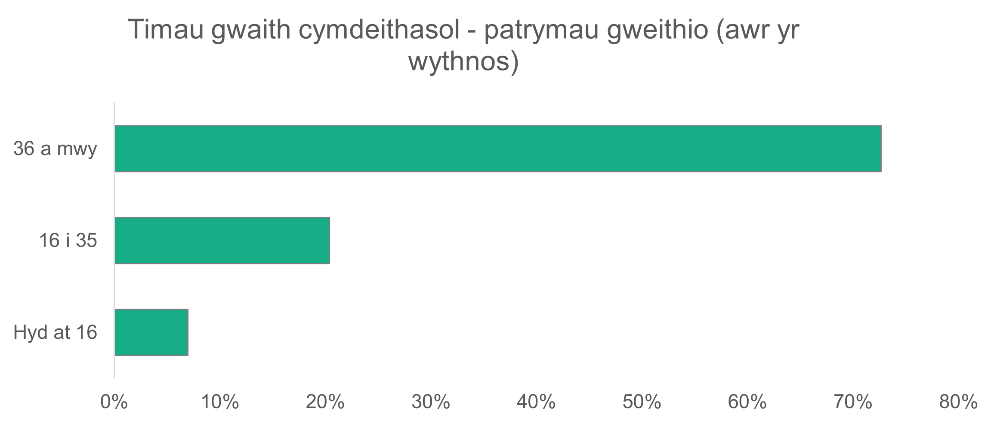 Timau gwaith cymdeithasol - patrymau gweithio (awr yr
wythnos)
36 a mwy
16 i 35
Hyd at 16
0% 10% 20% 30% 40% 50% 60% 70% 80%